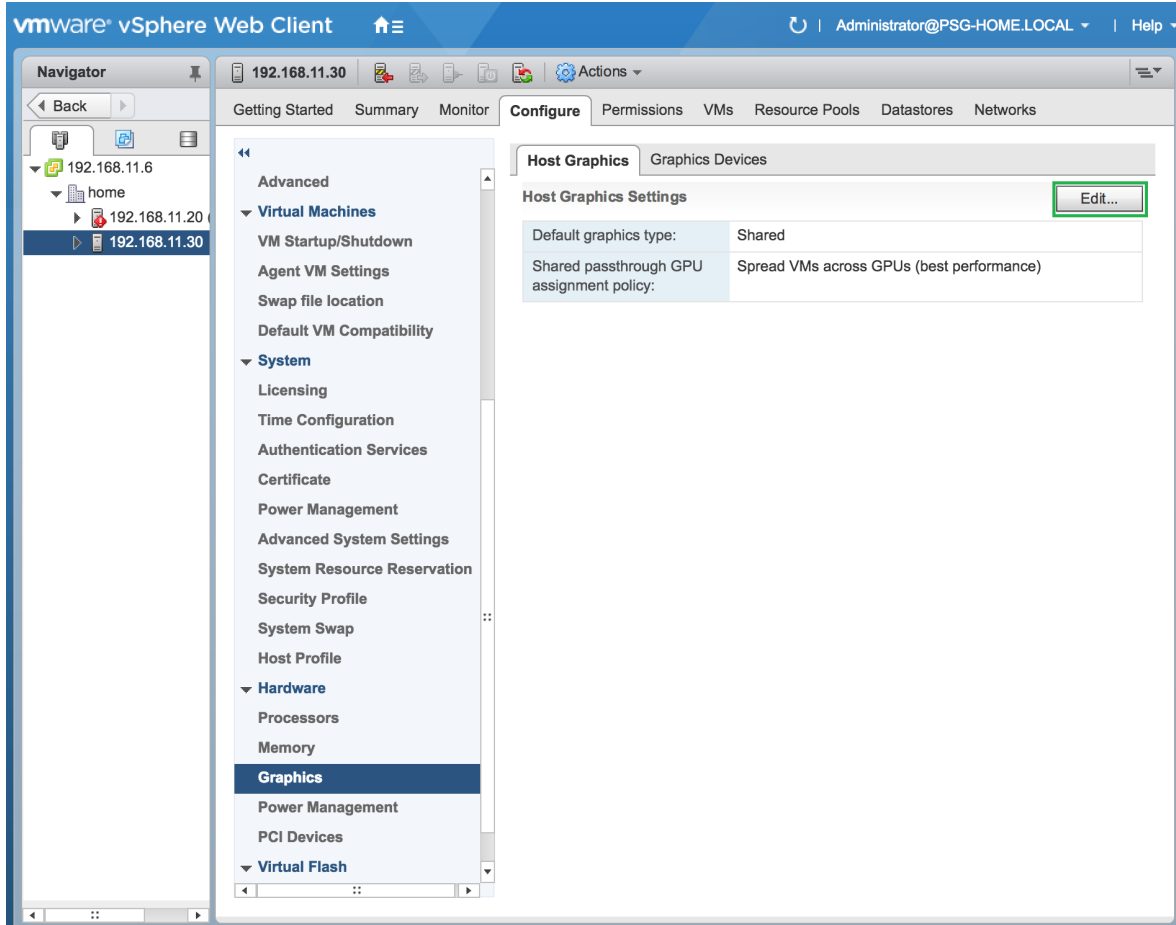 vmware® vSphere Web Client
Administrator@PSG-HOME.LOCAL
Help
Navigator
Back
192.168.11.6
home
192.168.11.20 (
192.168.11.30
192.168.11.30
Actions
Getting Started Summary Monitor Configure Permissions VMs Resource Pools Datastores Networks
Advanced
Virtual Machines
VM Startup/Shutdown
Agent VM Settings
Swap file location
Default VM Compatibility
System
Licensing
Time Configuration
Authentication Services
Certificate
Power Management
Advanced System Settings
System Resource Reservation
Security Profile
System Swap
Host Profile
Hardware
Processors
Memory
Graphics
Power Management
PCI Devices
Virtual Flash
Host Graphics Graphics Devices
Host Graphics Settings
Edit...
Default graphics type: Shared
Shared passthrough GPU Spread VMs across GPUs (best performance)
assignment policy: